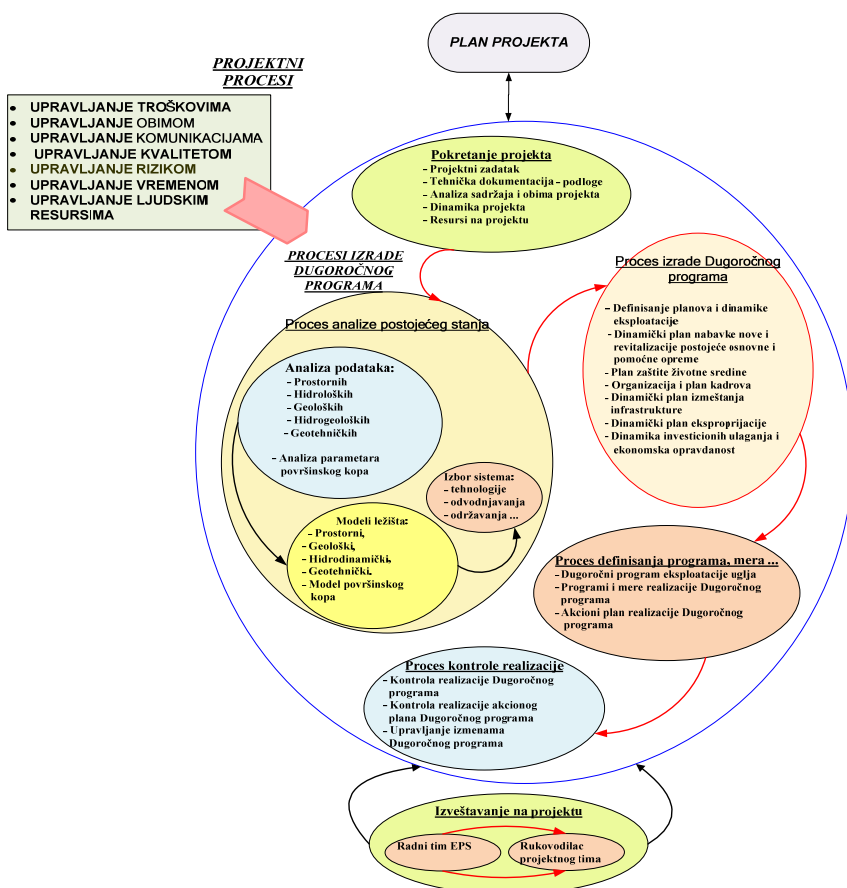 PLAN PROJEKTA
PROJEKTNI
PROCESI
• UPRAVLJANJE TROŠKOVIMA
• UPRAVLJANJE OBIMOM
• UPRAVLJANJE KOMUNIKACIJAMA
• UPRAVLJANJE KVALITETOM
• UPRAVLJANJE RIZIKOM
• UPRAVLJANJE VREMENOM
• UPRAVLJANJE LJUDSKIM
RESURSIMA
Pokretanje projekta
- Projektni zadatak
- Tehnička dokumentacija - podloge
- Analiza sadržaja i obima projekta
- Dinamika projekta
- Resursi na projektu
PROCESI IZRADE
DUGOROČNOG
PROGRAMA
Proces analize postojećeg stanja
Analiza podataka:
- Prostornih
- Hidroloških
- Geoloških
- Hidrogeoloških
- Geotehničkih
- Analiza parametara
površinskog kopa
Izbor sistema:
- tehnologije
- odvodnjavanja
- održavanja ...
Modeli ležišta:
- Prostorni,
- Geološki,
- Hidrodinamički,
- Geotehnički.
- Model površinskog
kopa
Proces izrade Dugoročnog
programa
- Definisanje planova i dinamike
eksploatacije
- Dinamički plan nabavke nove i
revitalizacije postojeće osnovne i
pomoćne opreme
- Plan zaštite životne sredine
- Organizacija i plan kadrova
- Dinamički plan izmeštanja
infrastrukture
- Dinamički plan eksproprijacije
- Dinamika investicionih ulaganja i
ekonomska opravdanost
Proces definisanja programa, mera ...
- Dugoročni program eksploatacije uglja
- Programi i mere realizacije Dugoročnog
programa
- Akcioni plan realizacije Dugoročnog
programa
Proces kontrole realizacije
- Kontrola realizacije Dugoročnog
programa
- Kontrola realizacije akcionog
plana Dugoročnog programa
- Upravljanje izmenama
Dugoročnog programa
Izveštavanje na projektu
Radni tim EPS
Rukovodilac
projektnog tima